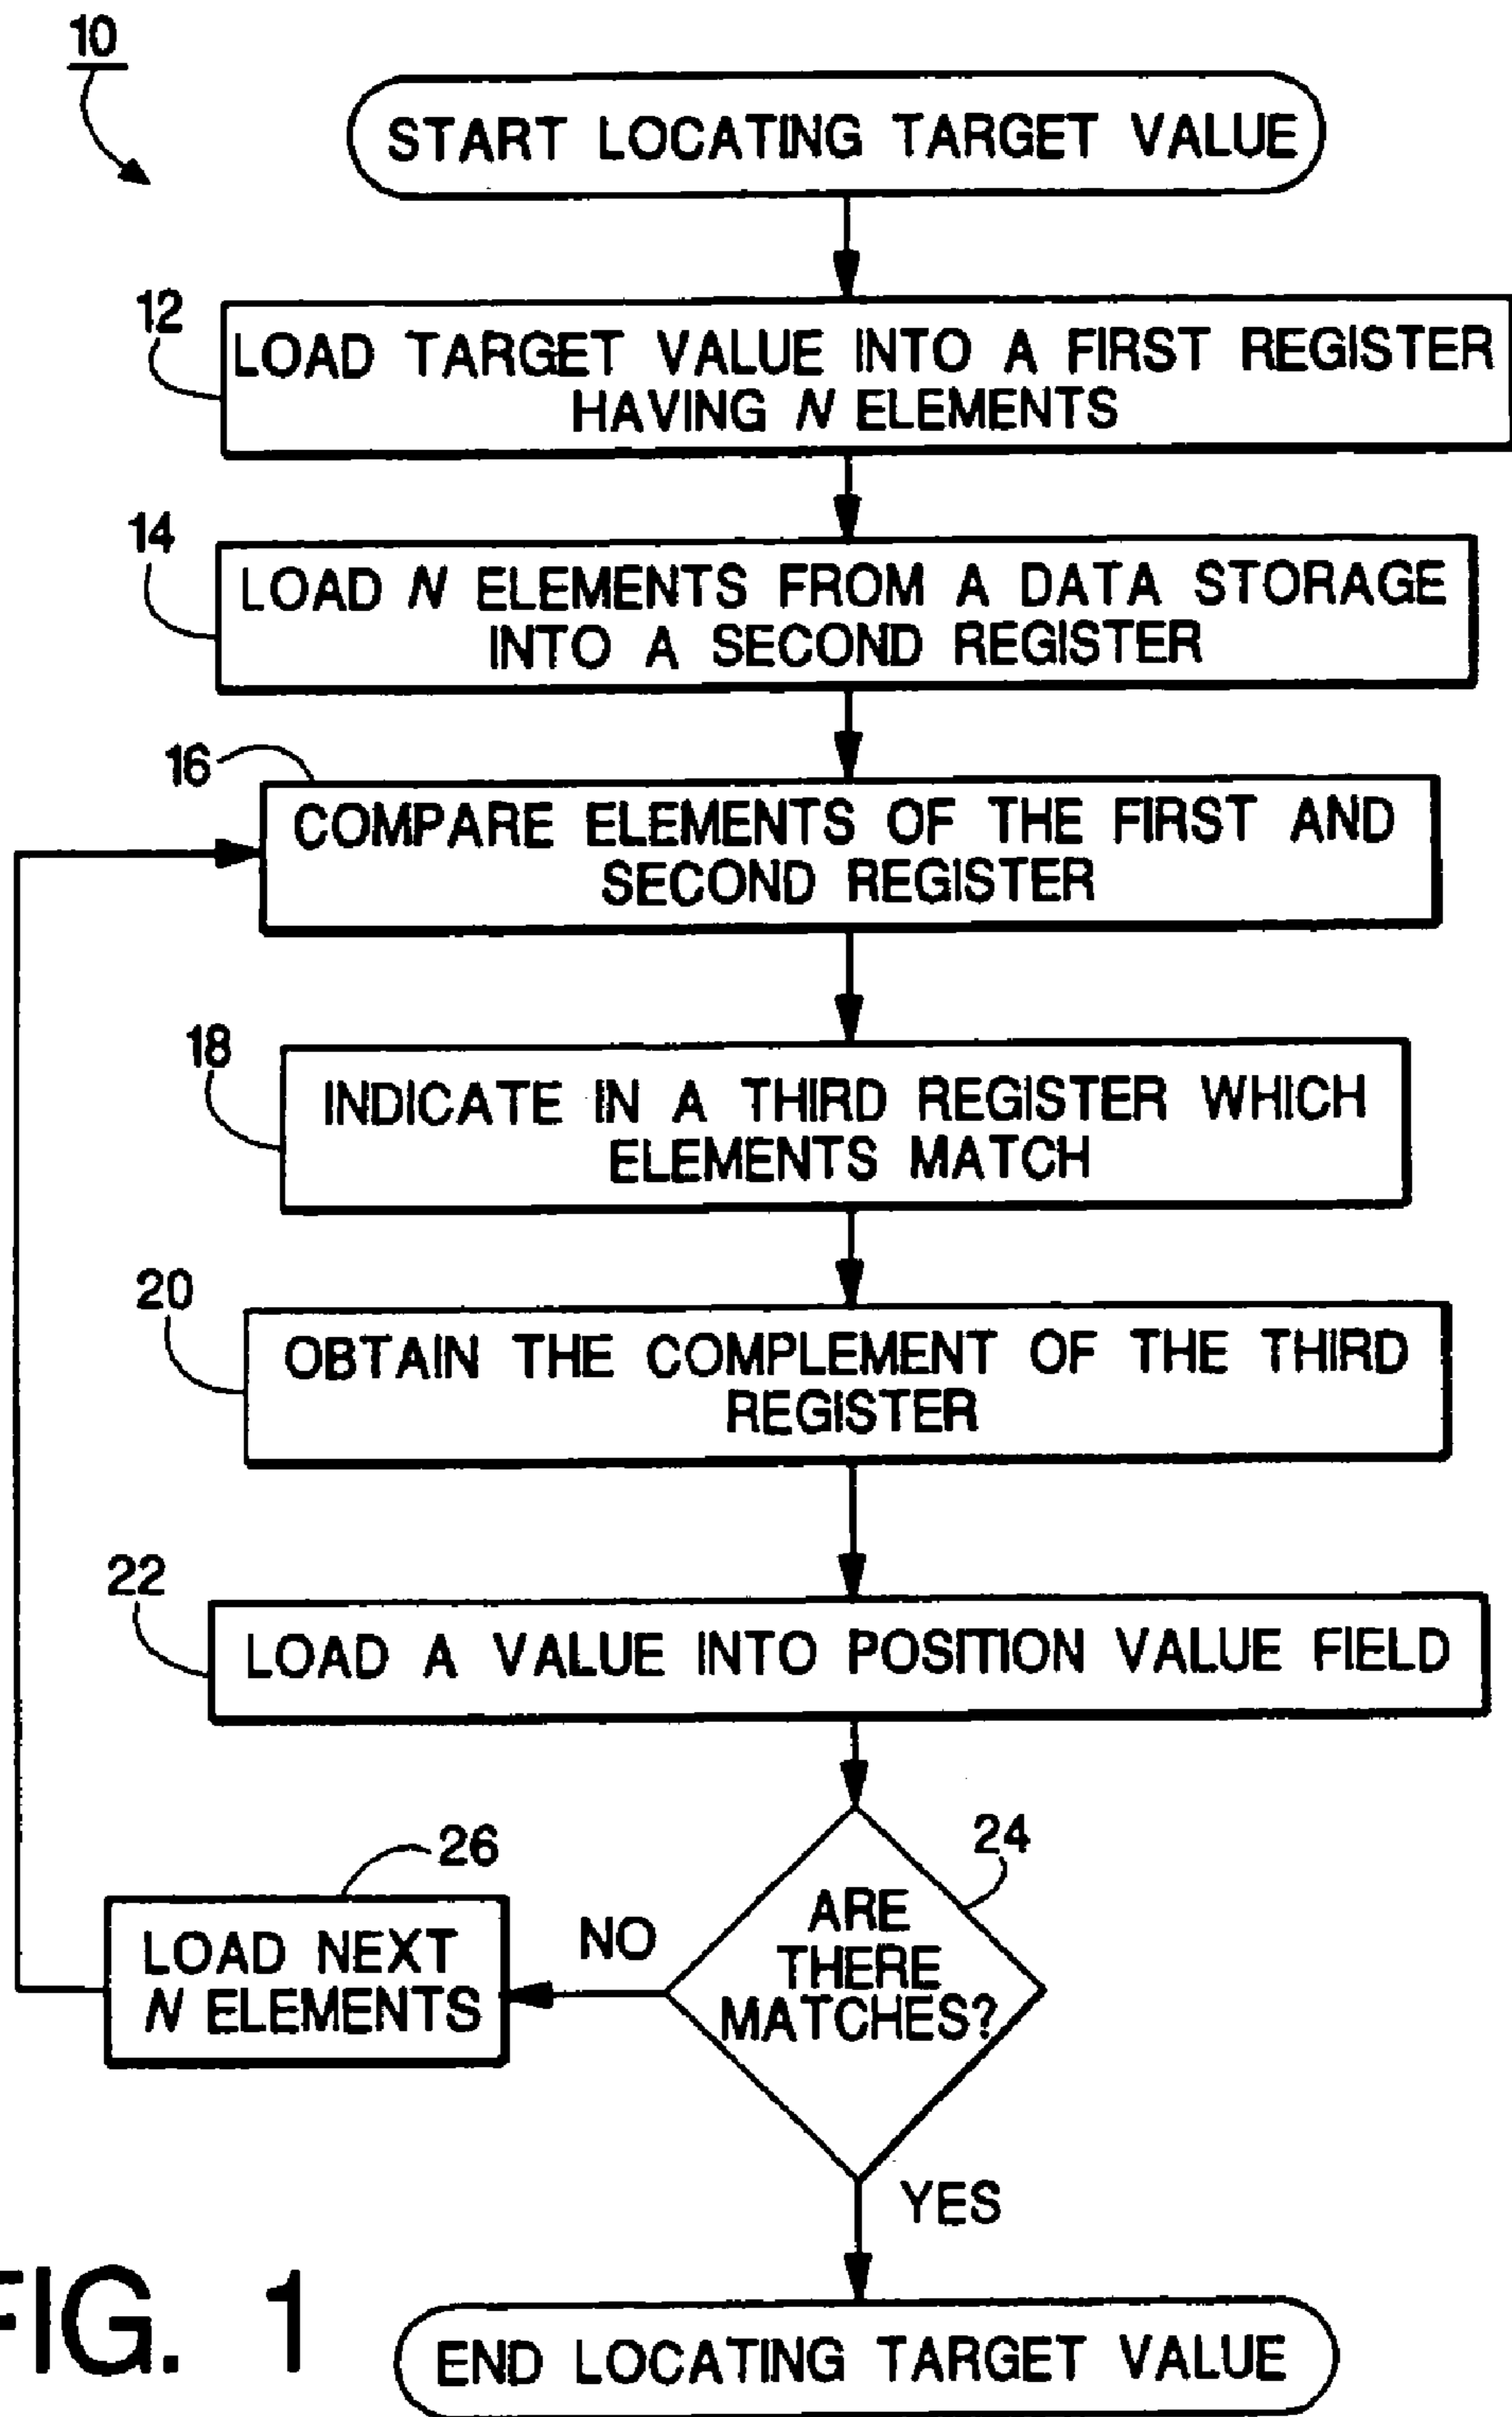 10
START LOCATING TARGET VALUE
12
LOAD TARGET VALUE INTO A FIRST REGISTER
HAVING N ELEMENTS
14
LOAD N ELEMENTS FROM A DATA STORAGE
INTO A SECOND REGISTER
16
COMPARE ELEMENTS OF THE FIRST AND
SECOND REGISTER
18
INDICATE IN A THIRD REGISTER WHICH
ELEMENTS MATCH
20
OBTAIN THE COMPLEMENT OF THE THIRD
REGISTER
22
LOAD A VALUE INTO POSITION VALUE FIELD
24
ARE
THERE
MATCHES?
NO
26
LOAD NEXT
N ELEMENTS
YES
END LOCATING TARGET VALUE
FIG. 1